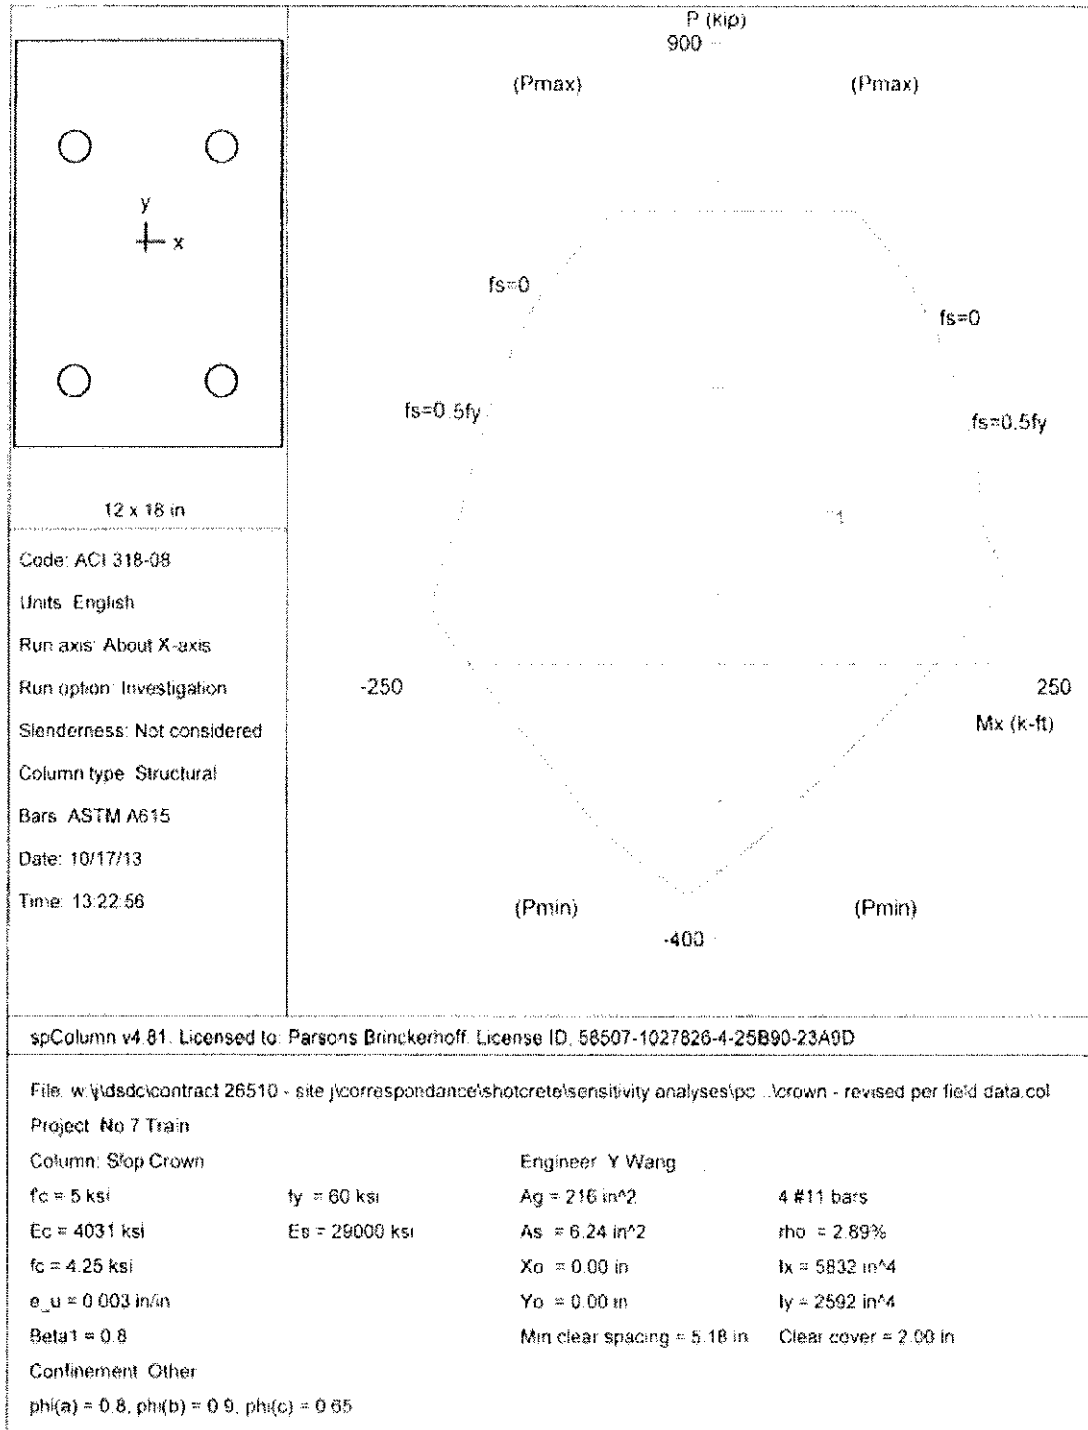 P (kip)
900
(Pmax) (Pmax)
y
x
fs=0
fs=0
fs=0.5fy
fs=0.5fy
12 x 18 in
1
Code: ACI 318-08
Units English
Run axis: About X-axis
Run option: Investigation
-250 250
Slenderness: Not considered
Mx (k-ft)
Column type Structural
Bars ASTM A615
Date: 10/17/13
Time: 13:22:56
(Pmin) (Pmin)
-400
spColumn v4.81. Licensed to: Parsons Brinckerhoff. License ID: 58507-1027826-4-25B90-23A9D
File: w:\j\dsdc\contract 26510 - site j\correspondance\shotcrete\sensitivity analyses\pc ..\crown - revised per field data.col
Project No 7 Train
Column: Slop Crown Engineer Y Wang
f'c = 5 ksi fy = 60 ksi Ag = 216 in^2 4 #11 bars
Ec = 4031 ksi Es = 29000 ksi As = 6.24 in^2 rho = 2.89%
fc = 4.25 ksi Xo = 0.00 in Ix = 5832 in^4
e_u = 0.003 in/in Yo = 0.00 in Iy = 2592 in^4
Beta1 = 0.8 Min clear spacing = 5.18 in Clear cover = 2.00 in
Confinement Other
phi(a) = 0.8, phi(b) = 0.9, phi(c) = 0.65